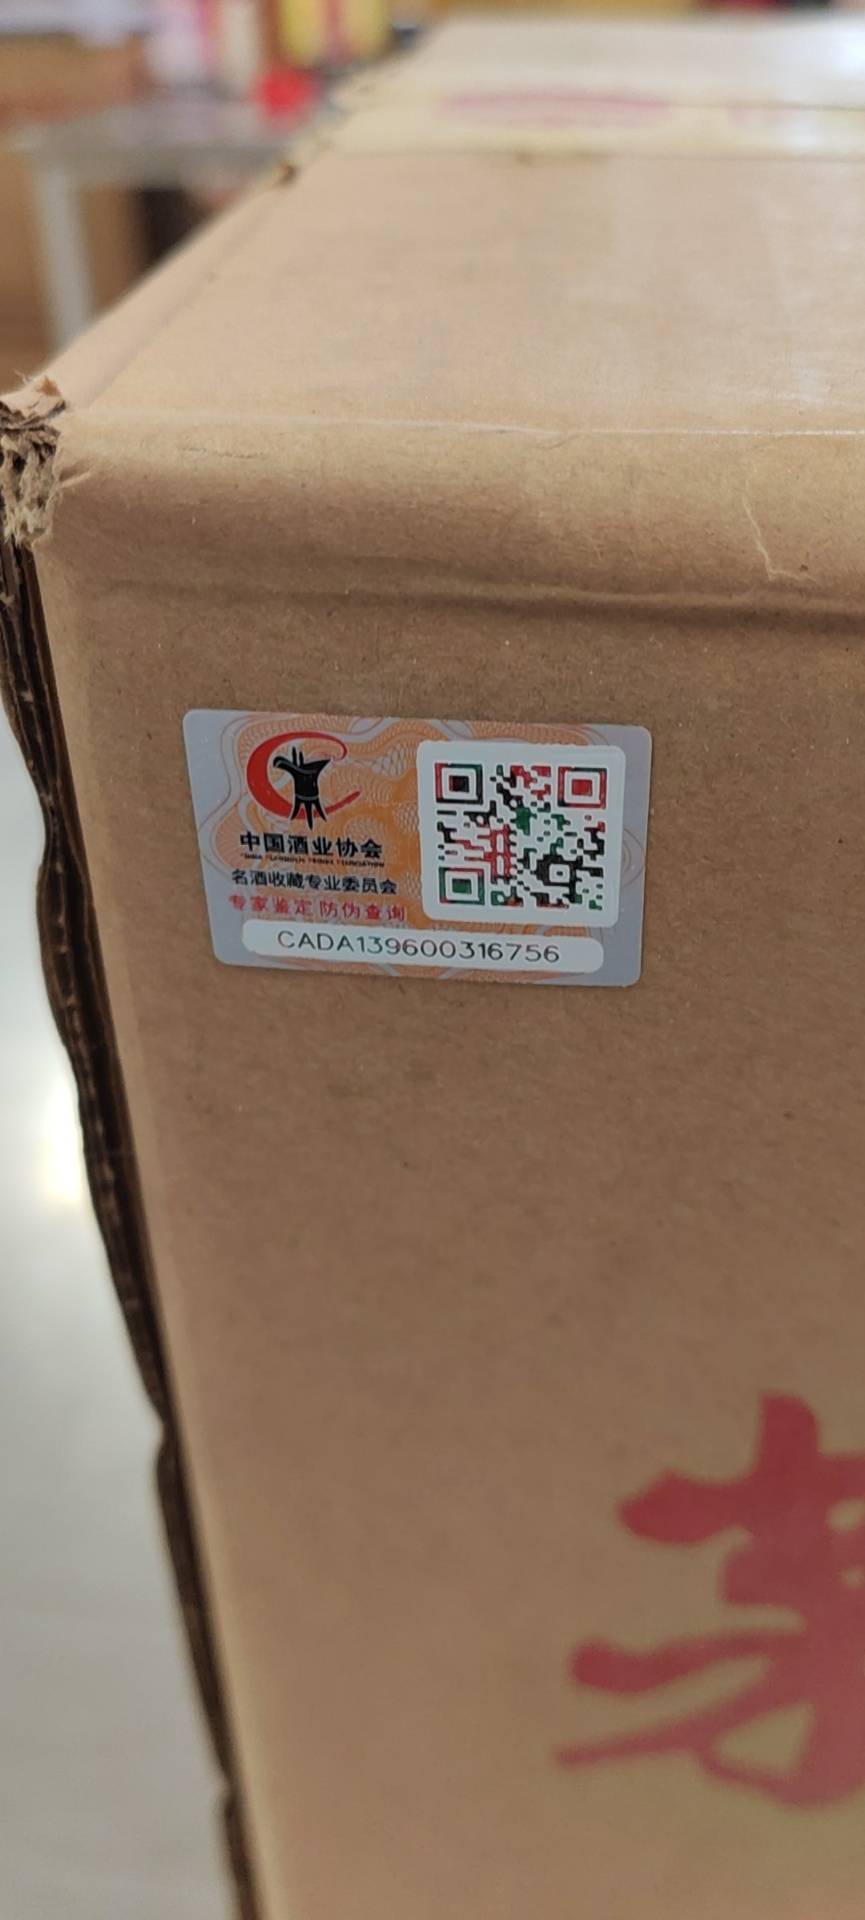 中国酒业协会
名酒收藏专业委员会
专家鉴定 防伪查询
CADA139600316756